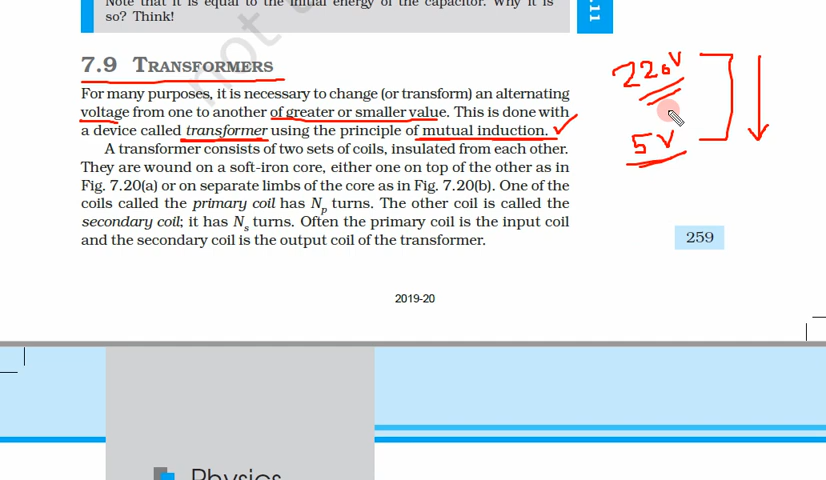 Note that it is equal to the initial energy of the capacitor. Why it is
so? Think!
.11
not
7.9 TRANSFORMERS
For many purposes, it is necessary to change (or transform) an alternating
voltage from one to another of greater or smaller value. This is done with
a device called transformer using the principle of mutual induction.
A transformer consists of two sets of coils, insulated from each other.
They are wound on a soft-iron core, either one on top of the other as in
Fig. 7.20(a) or on separate limbs of the core as in Fig. 7.20(b). One of the
coils called the primary coil has Np turns. The other coil is called the
secondary coil; it has Ns turns. Often the primary coil is the input coil
and the secondary coil is the output coil of the transformer.
220V
5V
259
2019-20
Physics